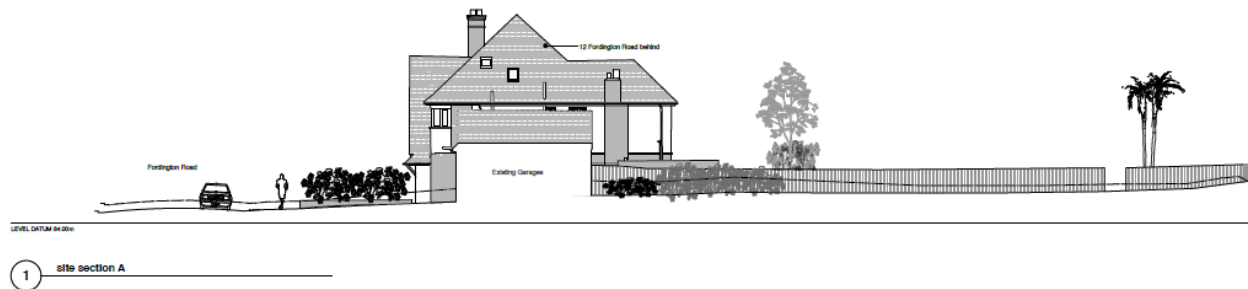 12 Fordington Road behind
Fordington Road
Existing Garages
LEVEL DATUM 64.00m
1
site section A